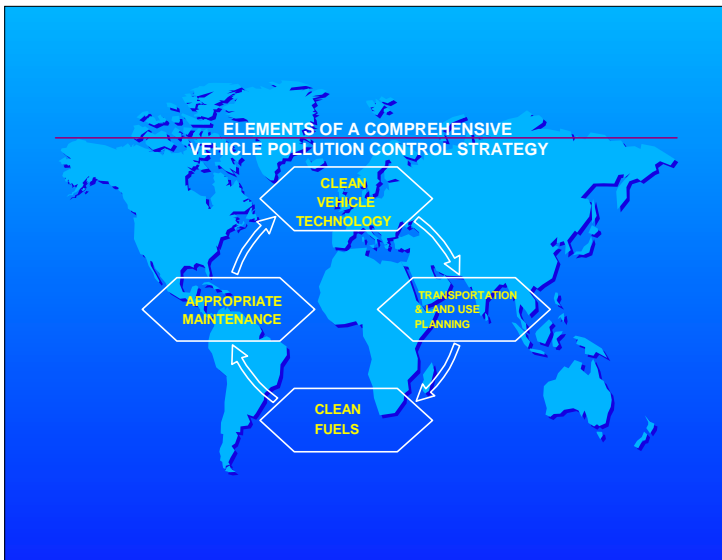 ELEMENTS OF A COMPREHENSIVE
VEHICLE POLLUTION CONTROL STRATEGY
CLEAN
VEHICLE
TECHNOLOGY
APPROPRIATE
MAINTENANCE
TRANSPORTATION
& LAND USE
PLANNING
CLEAN
FUELS